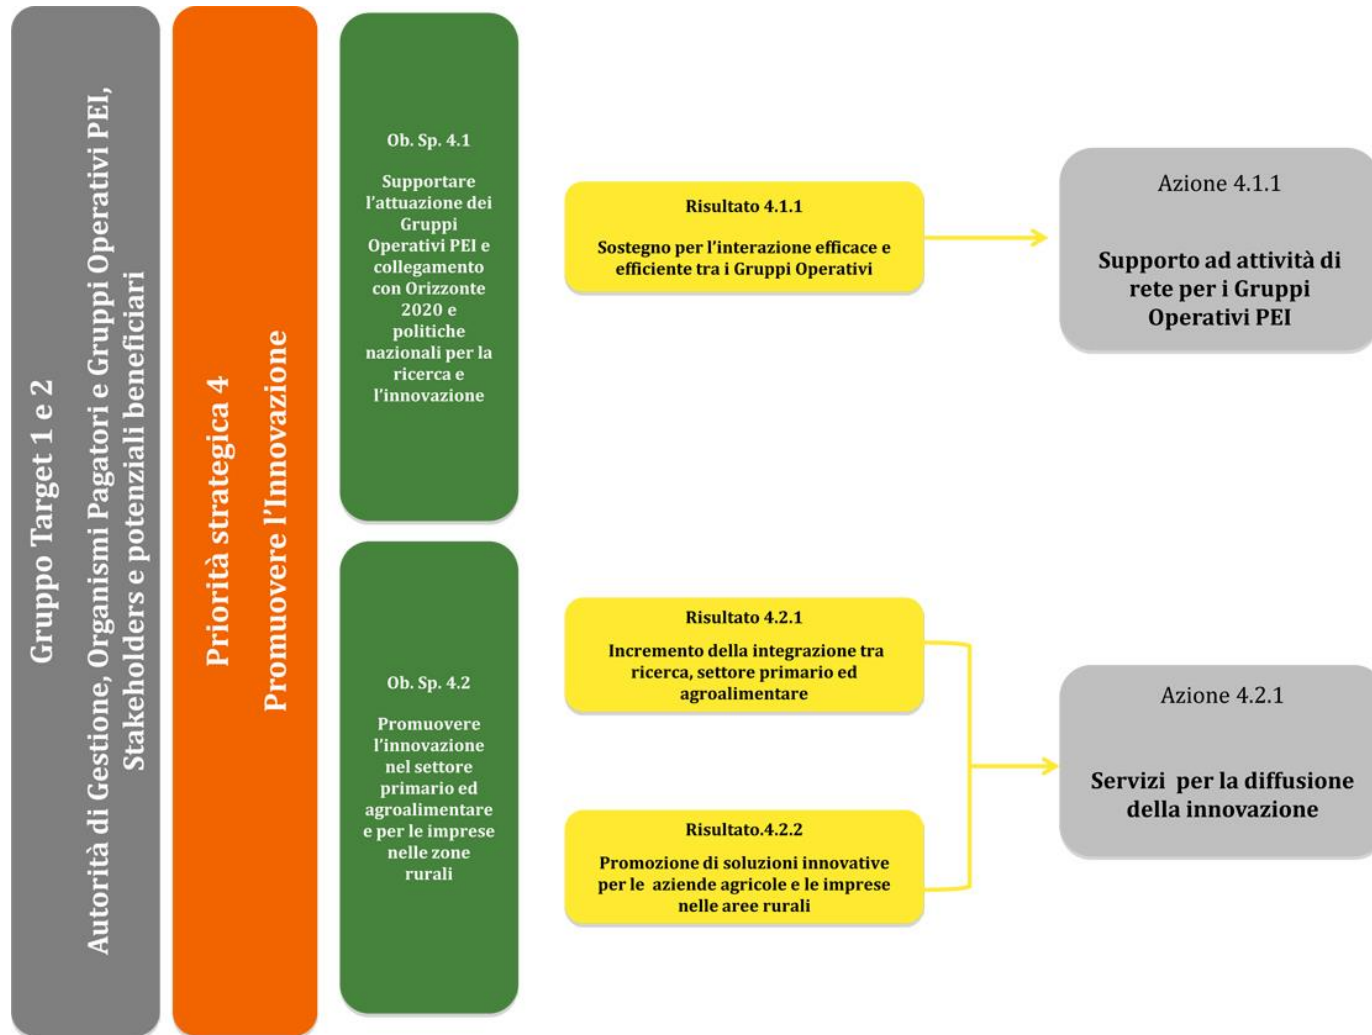 Gruppo Target 1 e 2
Autorità di Gestione, Organismi Pagatori e Gruppi Operativi PEI,
Stakeholders e potenziali beneficiari
Priorità strategica 4
Promuovere l'Innovazione
Ob. Sp. 4.1
Supportare
l'attuazione dei
Gruppi
Operativi PEI e
collegamento
con Orizzonte
2020 e
politiche
nazionali per la
ricerca e
l'innovazione
Risultato 4.1.1
Sostegno per l'interazione efficace e
efficiente tra i Gruppi Operativi
Azione 4.1.1
Supporto ad attività di
rete per i Gruppi
Operativi PEI
Ob. Sp. 4.2
Promuovere
l'innovazione
nel settore
primario ed
agroalimentare
e per le imprese
nelle zone
rurali
Risultato 4.2.1
Incremento della integrazione tra
ricerca, settore primario ed
agroalimentare
Risultato.4.2.2
Promozione di soluzioni innovative
per le  aziende agricole e le imprese
nelle aree rurali
Azione 4.2.1
Servizi  per la diffusione
della innovazione